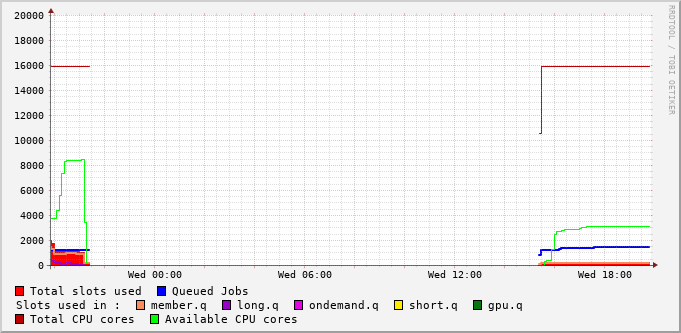 20000
18000
16000
14000
12000
10000
8000
6000
4000
2000
0
Wed 00:00 Wed 06:00 Wed 12:00 Wed 18:00
Total slots used Queued Jobs
Slots used in : member.q long.q ondemand.q short.q gpu.q
Total CPU cores Available CPU cores
RRDTOOL / TOBI OETIKER